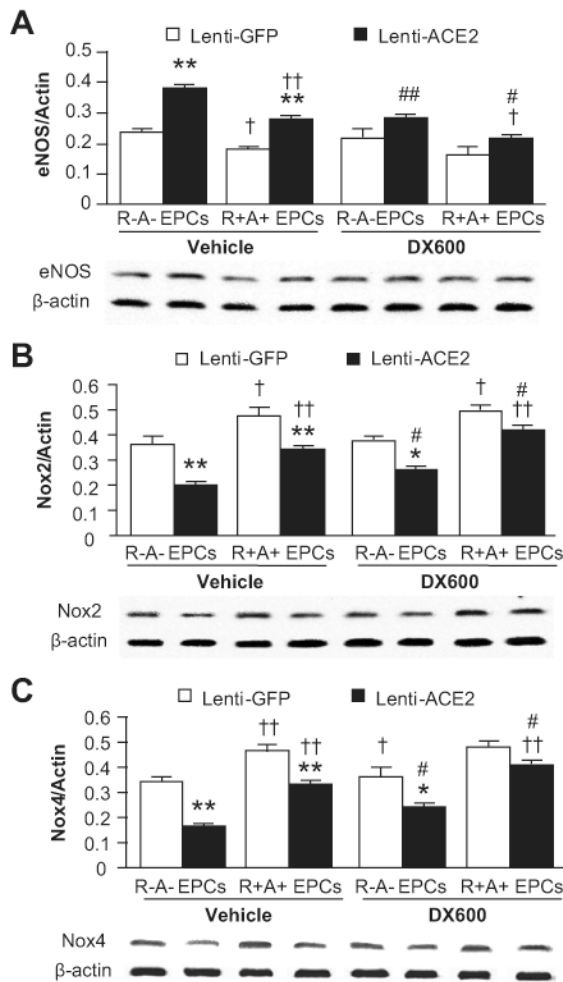 A
Lenti-GFP Lenti-ACE2
eNOS/Actin
0.5
0.4
0.3
0.2
0.1
0
**
†
††
**
##
#
†
R-A- EPCs R+A+ EPCs R-A-EPCs R+A+ EPCs
Vehicle DX600
eNOS
β-actin
B
Lenti-GFP Lenti-ACE2
Nox2/Actin
0.6
0.5
0.4
0.3
0.2
0.1
0
**
†
††
**
#
*
†
#
††
R-A- EPCs R+A+ EPCs R-A- EPCs R+A+ EPCs
Vehicle DX600
Nox2
β-actin
C
Lenti-GFP Lenti-ACE2
Nox4/Actin
0.6
0.5
0.4
0.3
0.2
0.1
0
**
††
††
**
†
#
*
#
††
R-A- EPCs R+A+ EPCs R-A- EPCs R+A+ EPCs
Vehicle DX600
Nox4
β-actin